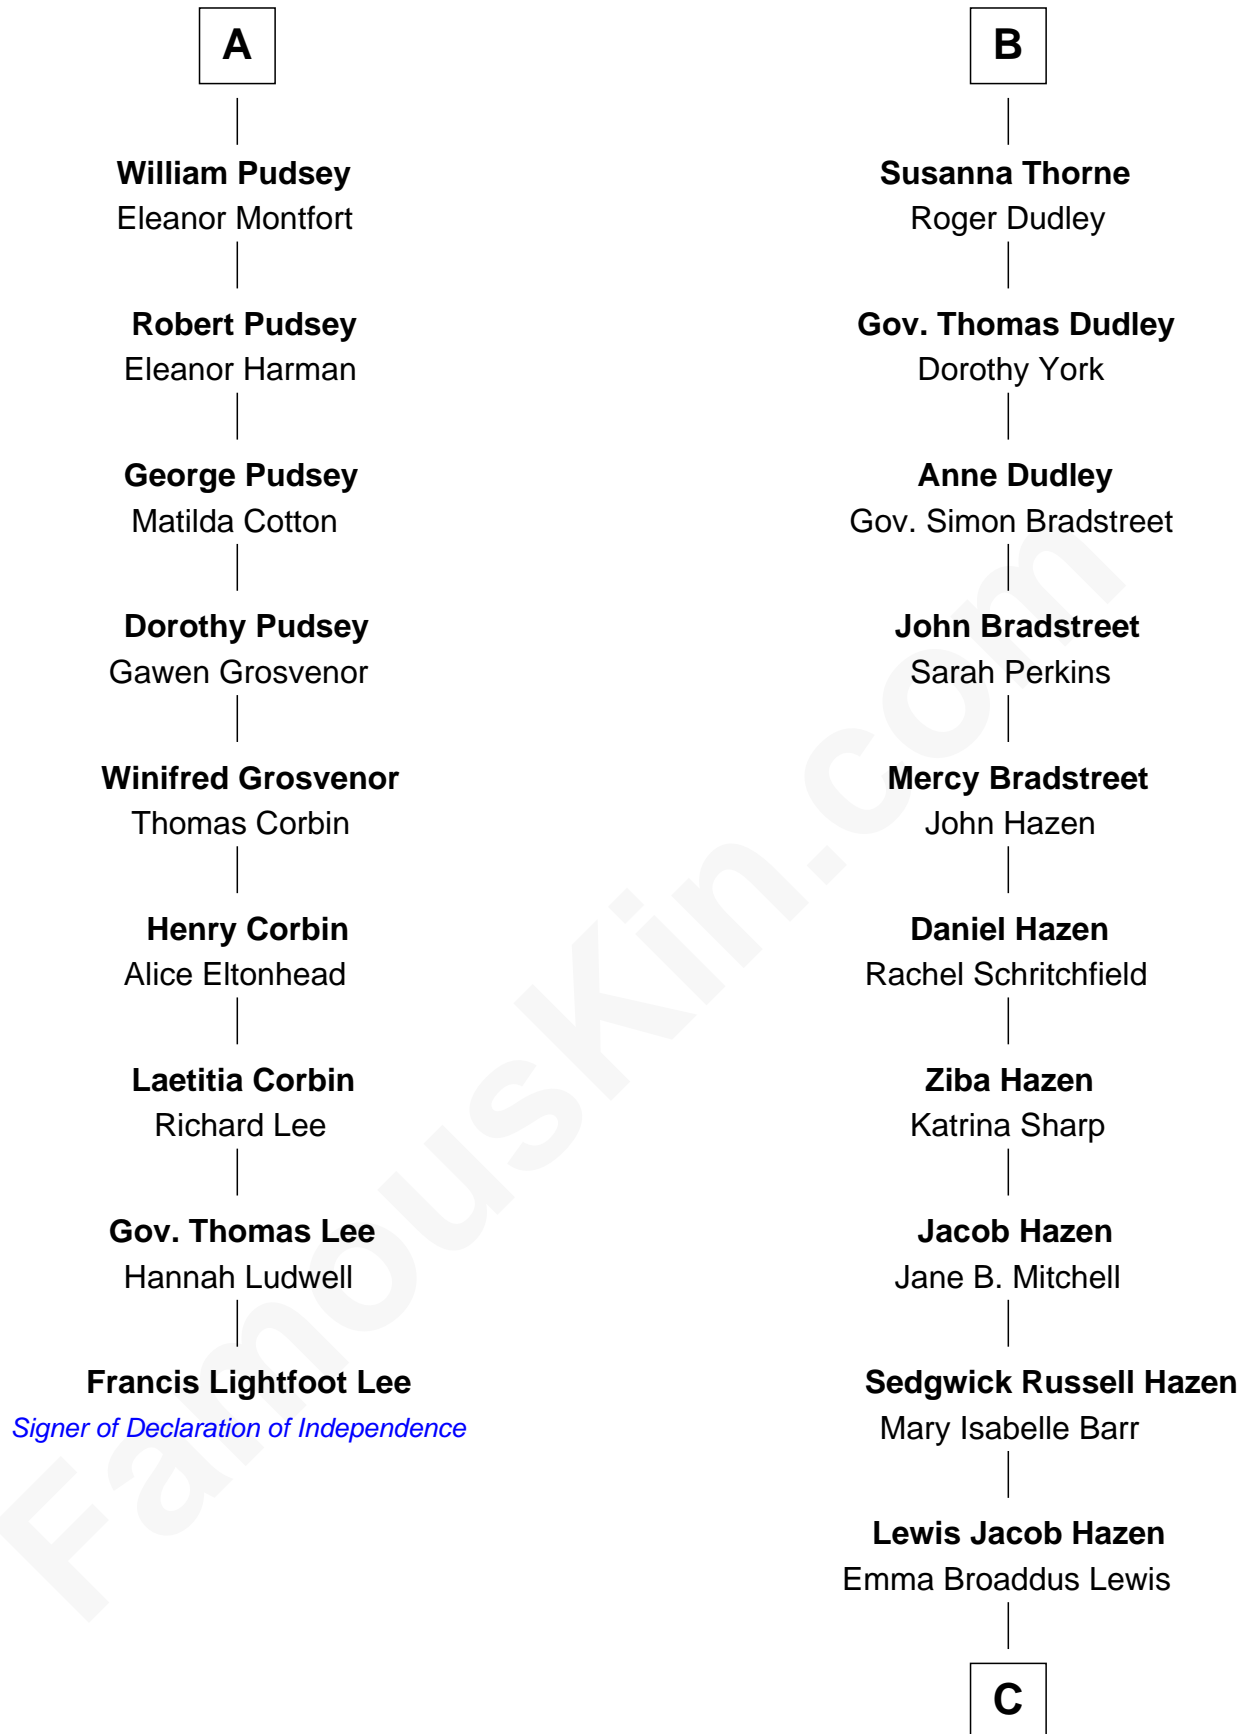 A
William Pudsey
Eleanor Montfort
Robert Pudsey
Eleanor Harman
George Pudsey
Matilda Cotton
Dorothy Pudsey
Gawen Grosvenor
Winifred Grosvenor
Thomas Corbin
Henry Corbin
Alice Eltonhead
Laetitia Corbin
Richard Lee
Gov. Thomas Lee
Hannah Ludwell
Francis Lightfoot Lee
Signer of Declaration of Independence
B
Susanna Thorne
Roger Dudley
Gov. Thomas Dudley
Dorothy York
Anne Dudley
Gov. Simon Bradstreet
John Bradstreet
Sarah Perkins
Mercy Bradstreet
John Hazen
Daniel Hazen
Rachel Schritchfield
Ziba Hazen
Katrina Sharp
Jacob Hazen
Jane B. Mitchell
Sedgwick Russell Hazen
Mary Isabelle Barr
Lewis Jacob Hazen
Emma Broaddus Lewis
C
FamousKin.com